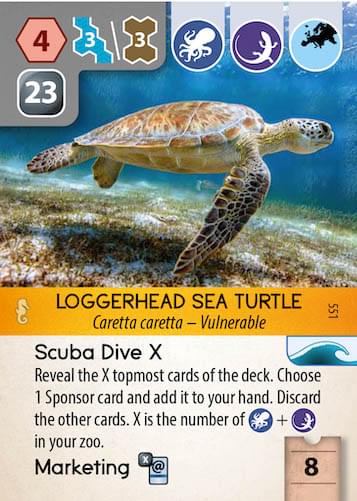 4 3 3
23
LOGGERHEAD SEA TURTLE
Caretta caretta – Vulnerable
551
Scuba Dive X
Reveal the X topmost cards of the deck. Choose
1 Sponsor card and add it to your hand. Discard
the other cards. X is the number of +
in your zoo.
Marketing X @
8